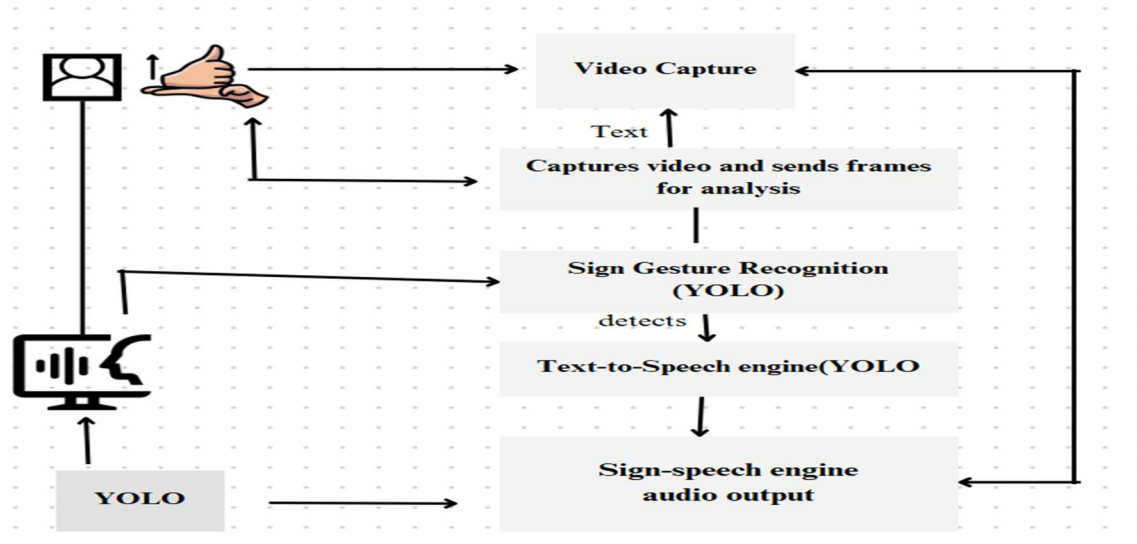 Video Capture
Text
Captures video and sends frames
for analysis
Sign Gesture Recognition
(YOLO)
detects
Text-to-Speech engine(YOLO
Sign-speech engine
audio output
YOLO